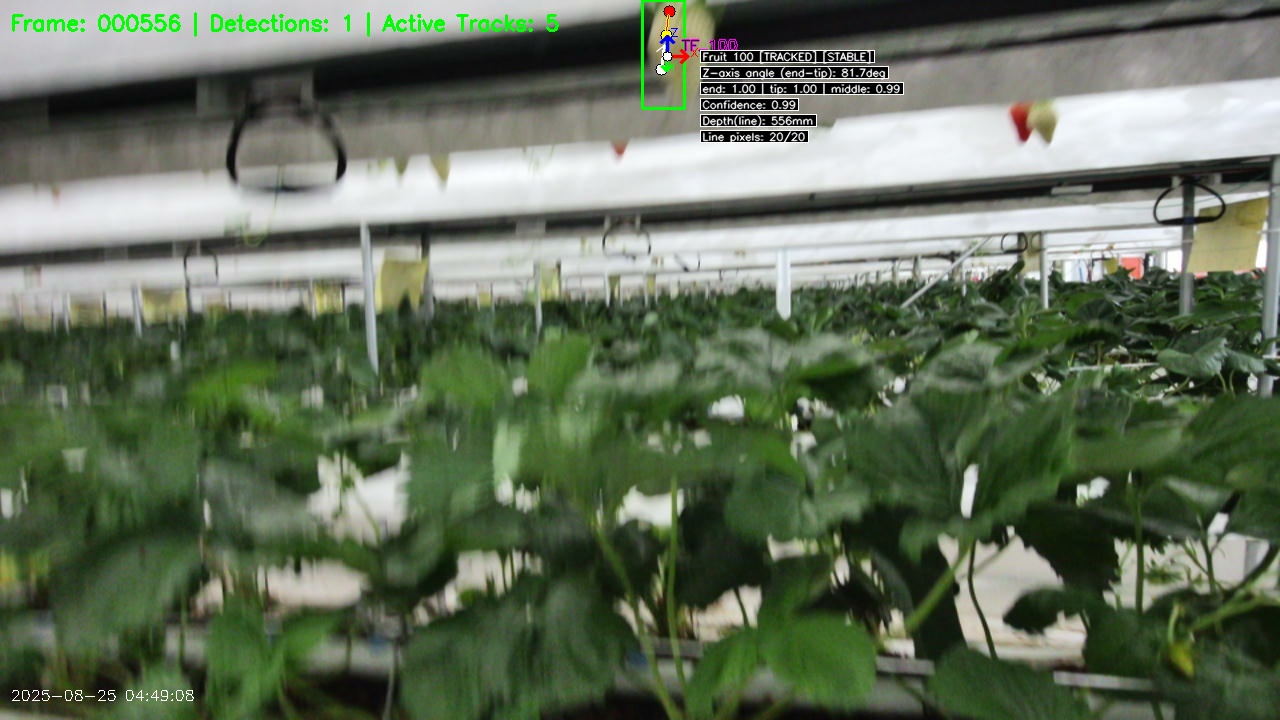 Frame: 000556 | Detections: 1 | Active Tracks: 5
Z
TF_100
Fruit 100 [TRACKED] [STABLE]
Z-axis angle (end-tip): 81.7deg
end: 1.00 | tip: 1.00 | middle: 0.99
Confidence: 0.99
Depth(line): 556mm
Line pixels: 20/20
2025-08-25 04:49:08